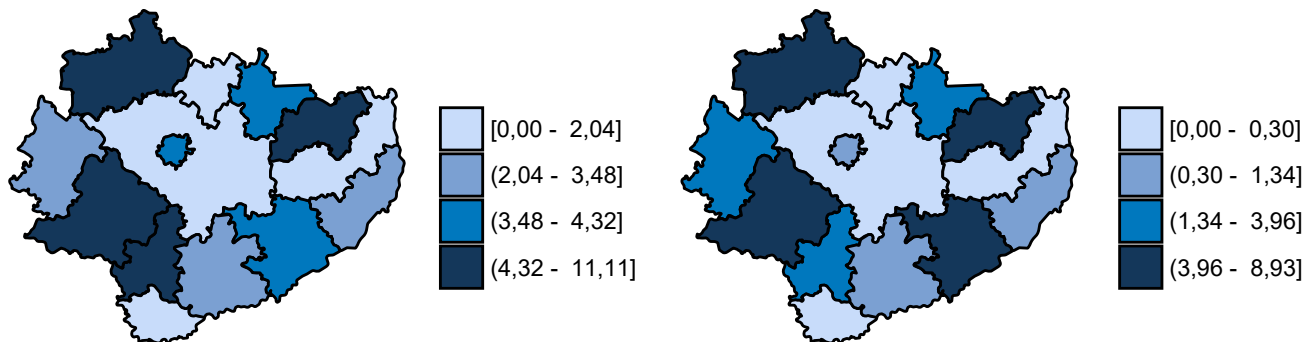 [0,00 - 2,04]
(2,04 - 3,48]
(3,48 - 4,32]
(4,32 - 11,11]
[0,00 - 0,30]
(0,30 - 1,34]
(1,34 - 3,96]
(3,96 - 8,93]